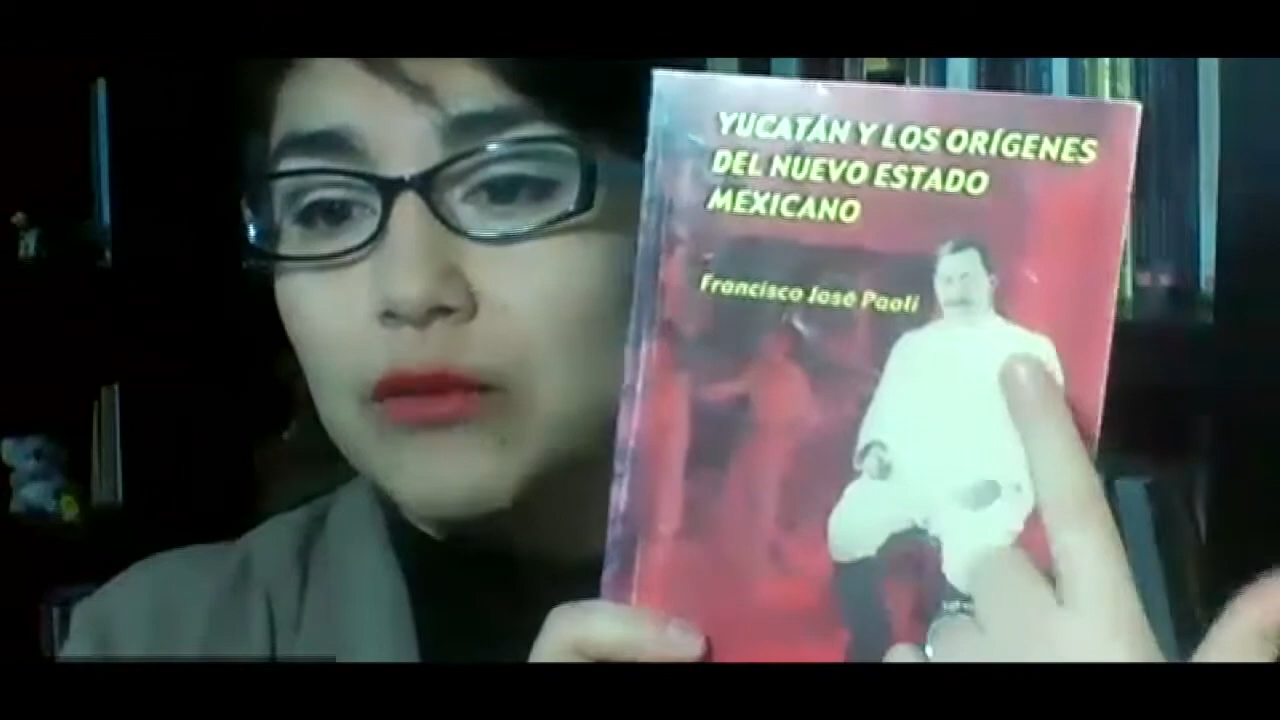 YUCATÁN Y LOS ORÍGENES
DEL NUEVO ESTADO
MEXICANO
Francisco José Paoli